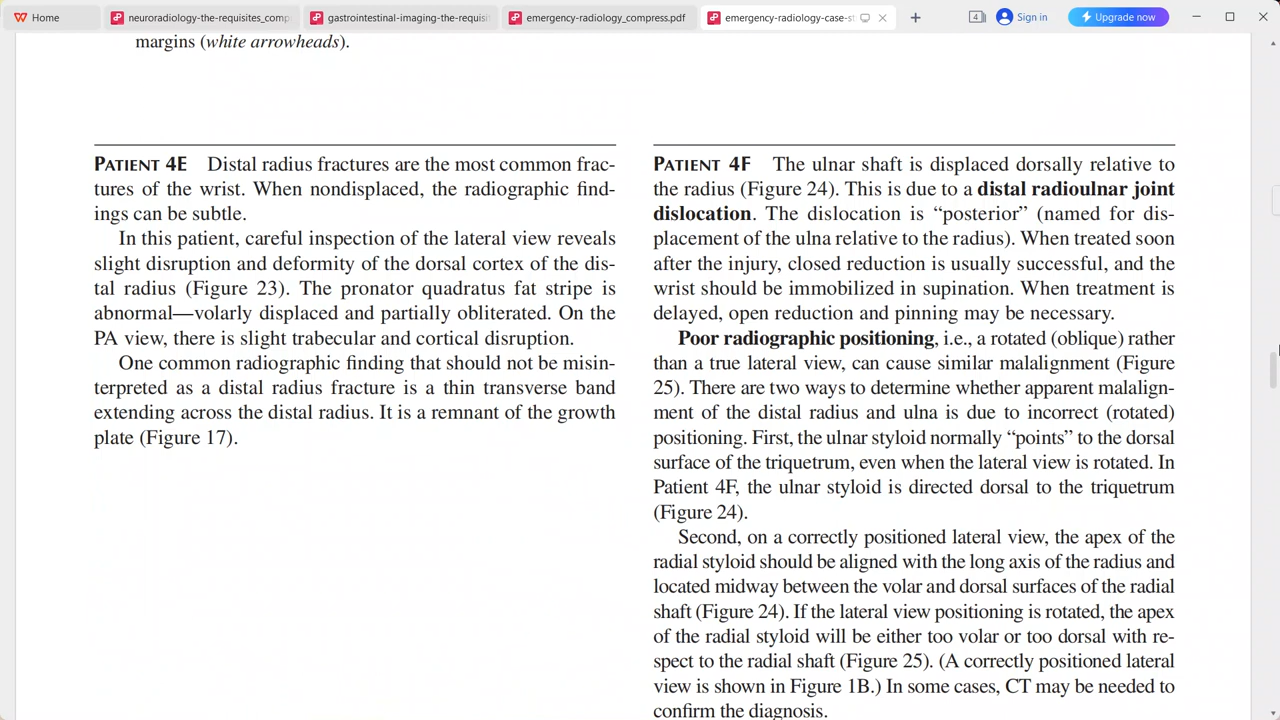 Home
neuroradiology-the-requisites_comp
gastrointestinal-imaging-the-requisit
emergency-radiology_compress.pdf
emergency-radiology-case-st
4
Sign in
Upgrade now
margins (white arrowheads).
PATIENT 4E Distal radius fractures are the most common frac-
tures of the wrist. When nondisplaced, the radiographic find-
ings can be subtle.
In this patient, careful inspection of the lateral view reveals
slight disruption and deformity of the dorsal cortex of the dis-
tal radius (Figure 23). The pronator quadratus fat stripe is
abnormal—volarly displaced and partially obliterated. On the
PA view, there is slight trabecular and cortical disruption.
One common radiographic finding that should not be misin-
terpreted as a distal radius fracture is a thin transverse band
extending across the distal radius. It is a remnant of the growth
plate (Figure 17).
PATIENT 4F The ulnar shaft is displaced dorsally relative to
the radius (Figure 24). This is due to a distal radioulnar joint
dislocation. The dislocation is “posterior” (named for dis-
placement of the ulna relative to the radius). When treated soon
after the injury, closed reduction is usually successful, and the
wrist should be immobilized in supination. When treatment is
delayed, open reduction and pinning may be necessary.
Poor radiographic positioning, i.e., a rotated (oblique) rather
than a true lateral view, can cause similar malalignment (Figure
25). There are two ways to determine whether apparent malalign-
ment of the distal radius and ulna is due to incorrect (rotated)
positioning. First, the ulnar styloid normally “points” to the dorsal
surface of the triquetrum, even when the lateral view is rotated. In
Patient 4F, the ulnar styloid is directed dorsal to the triquetrum
(Figure 24).
Second, on a correctly positioned lateral view, the apex of the
radial styloid should be aligned with the long axis of the radius and
located midway between the volar and dorsal surfaces of the radial
shaft (Figure 24). If the lateral view positioning is rotated, the apex
of the radial styloid will be either too volar or too dorsal with re-
spect to the radial shaft (Figure 25). (A correctly positioned lateral
view is shown in Figure 1B.) In some cases, CT may be needed to
confirm the diagnosis.